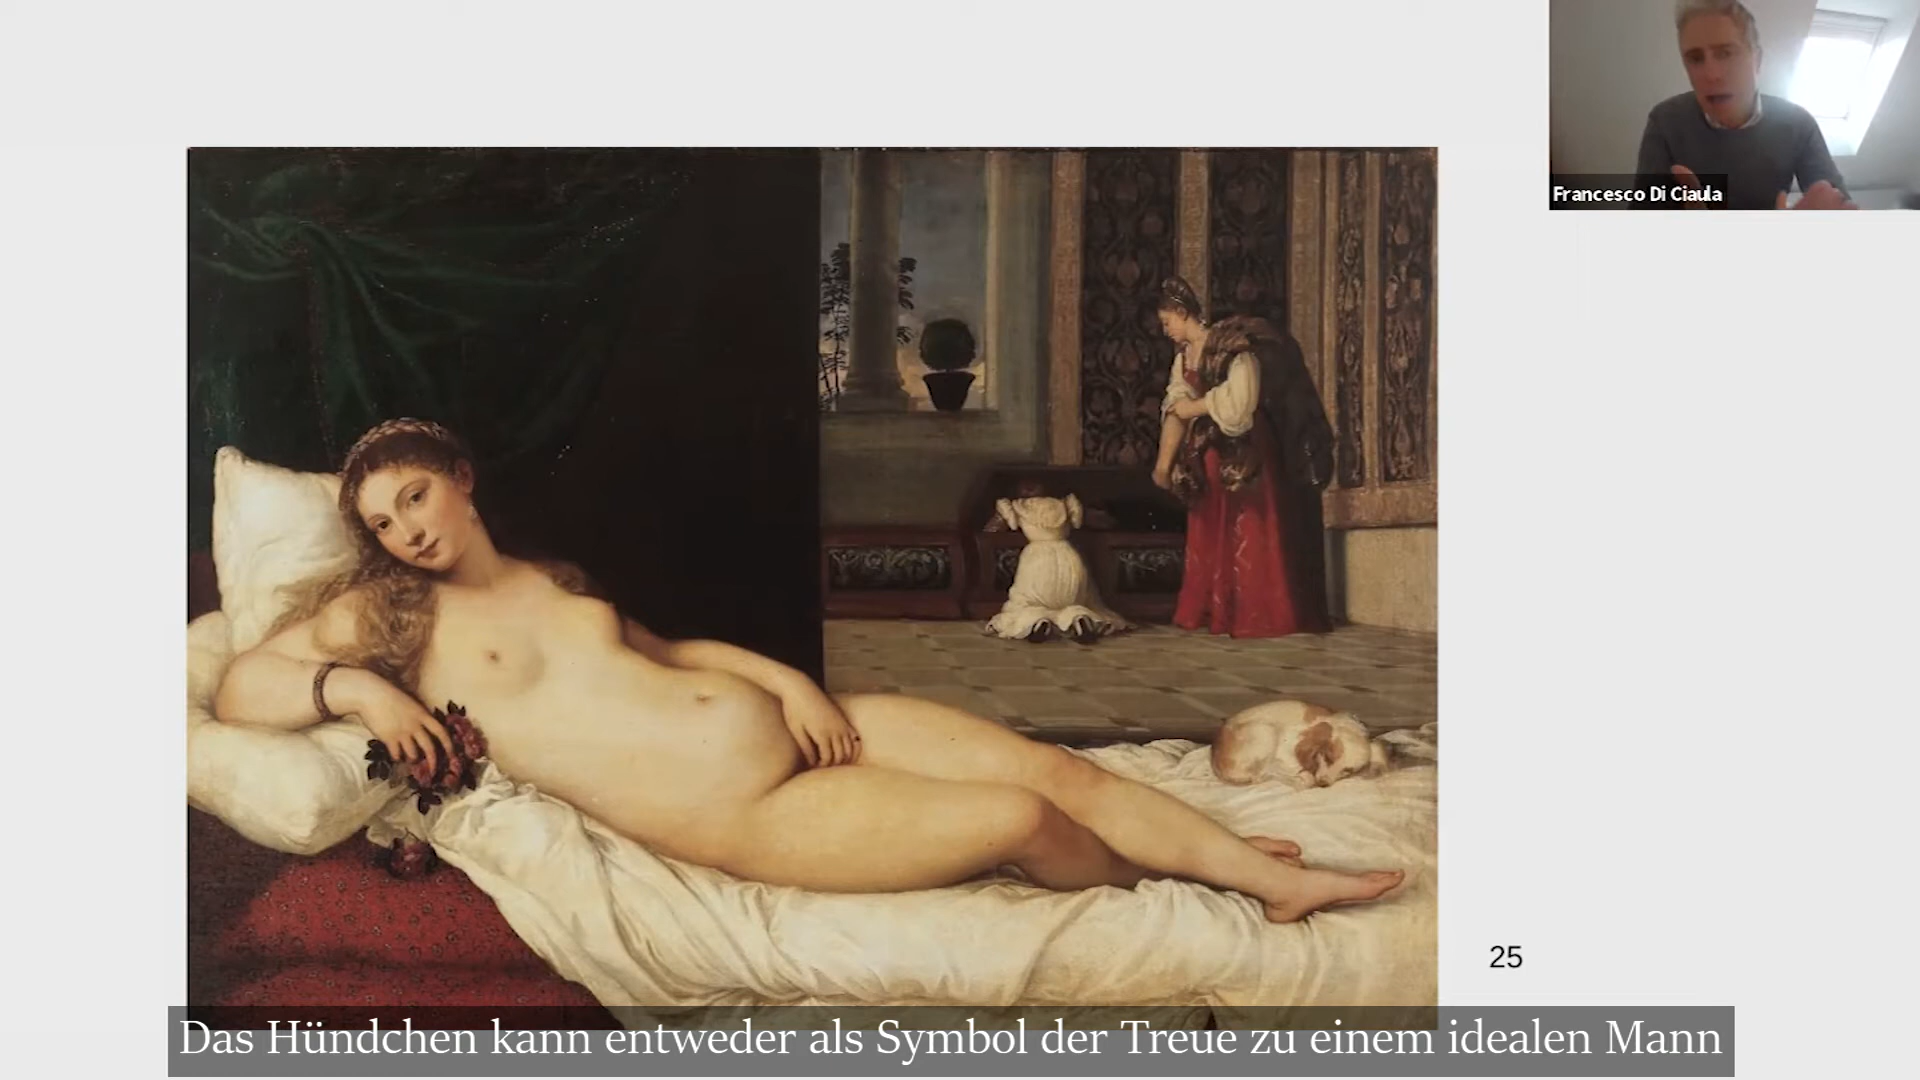 Francesco Di Ciaula
25
Das Hündchen kann entweder als Symbol der Treue zu einem idealen Mann